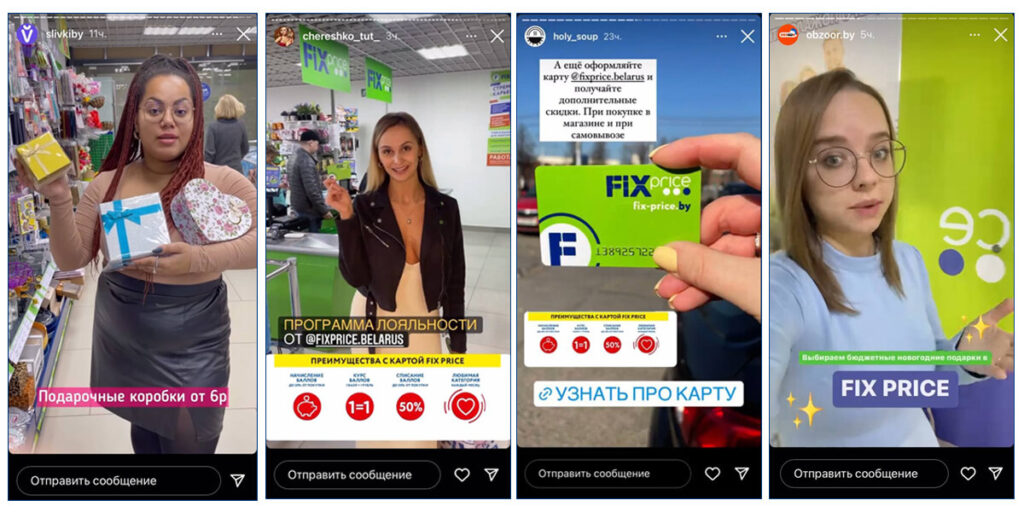 slivkiby 11ч.
Подарочные коробки от 6р
Отправить сообщение
chereshko_tut_
FIX
price
FIX
РАБОТА
ПРОГРАММА ЛОЯЛЬНОСТИ
ОТ @FIXPRICE.BELARUS
ПРЕИМУЩЕСТВА С КАРТОЙ FIX PRICE
НАЧИСЛЕНИЕ БАЛЛОВ
КУРС БАЛЛОВ
СПИСАНИЕ БАЛЛОВ
ЛЮБИМАЯ КАТЕГОРИЯ
1=1
50%
Отправить сообщение
holy_soup 23ч.
А ещё оформляйте
карту @fixprice.belarus и
получайте
дополнительные
скидки. При покупке в
магазине и при
самовывозе
FIX price
fix-price.by
F
138925722
ПРЕИМУЩЕСТВА С КАРТОЙ FIX PRICE
1=1
50%
УЗНАТЬ ПРО КАРТУ
Отправить сообщение
obzoor.by 5ч.
ce
Выбираем бюджетные новогодние подарки в
FIX PRICE
Отправить сообщение